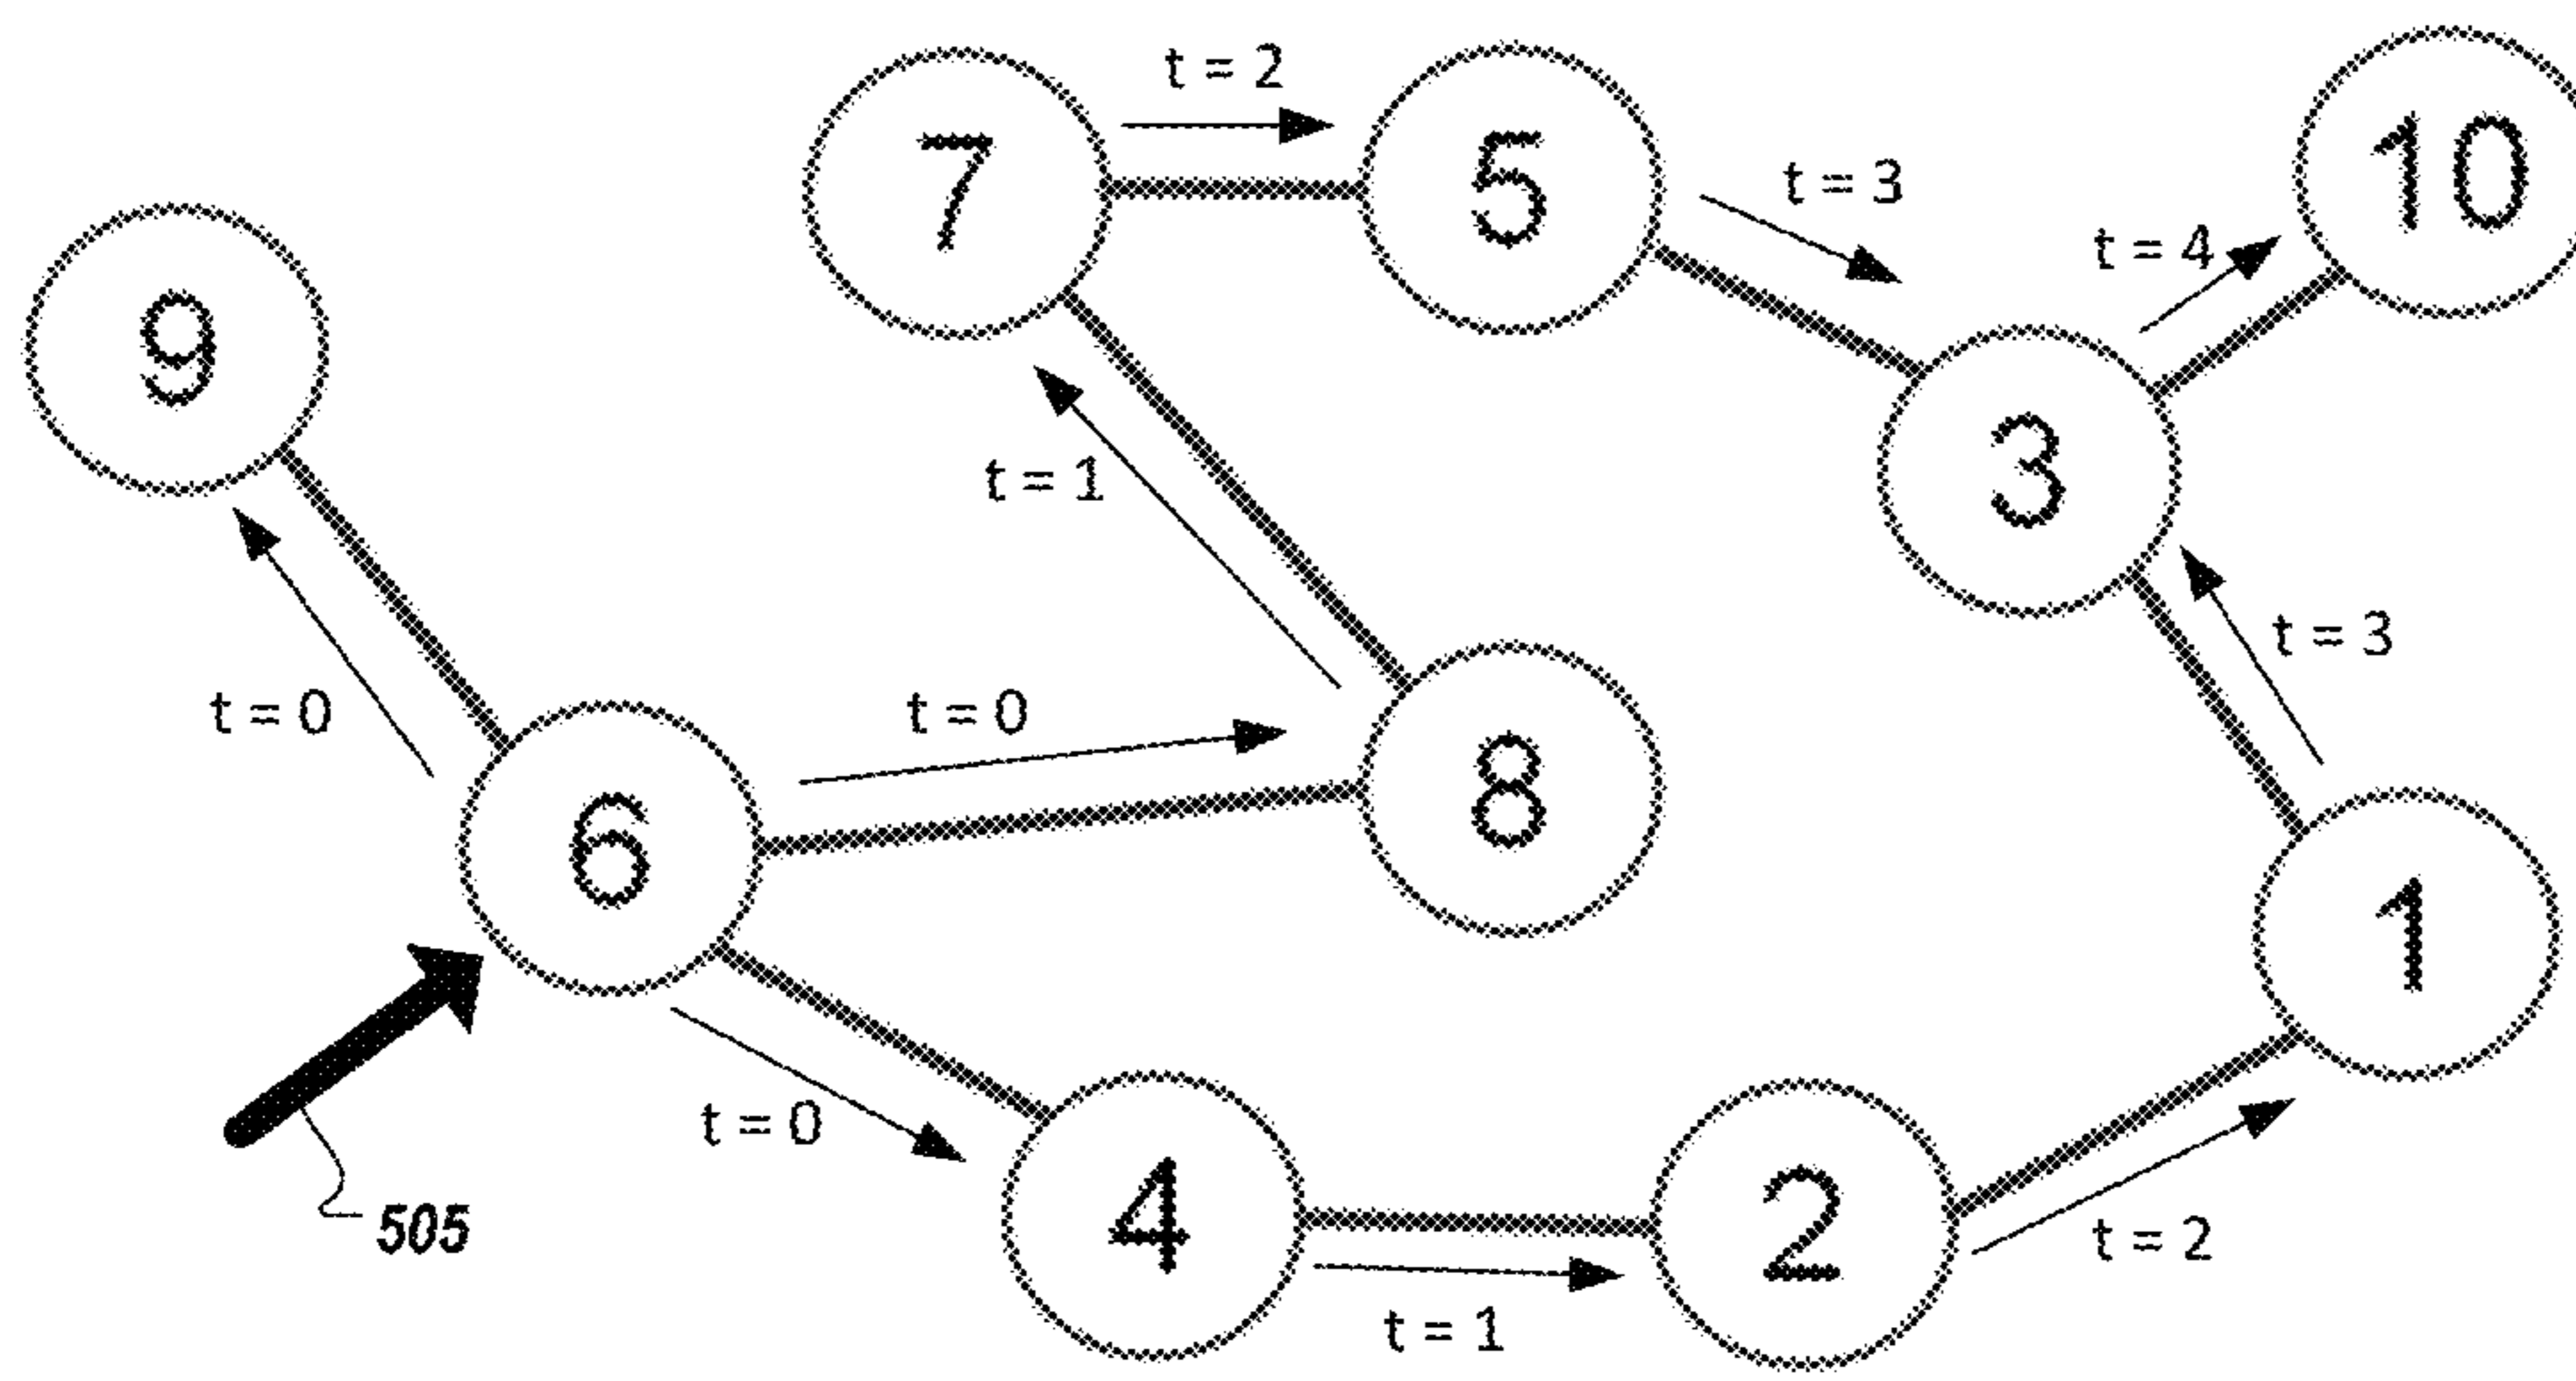 t = 2
7
5
t = 3
10
t = 4
9
3
t = 1
t = 3
t = 0
t = 0
8
6
1
t = 0
4
2
t = 2
505
t = 1